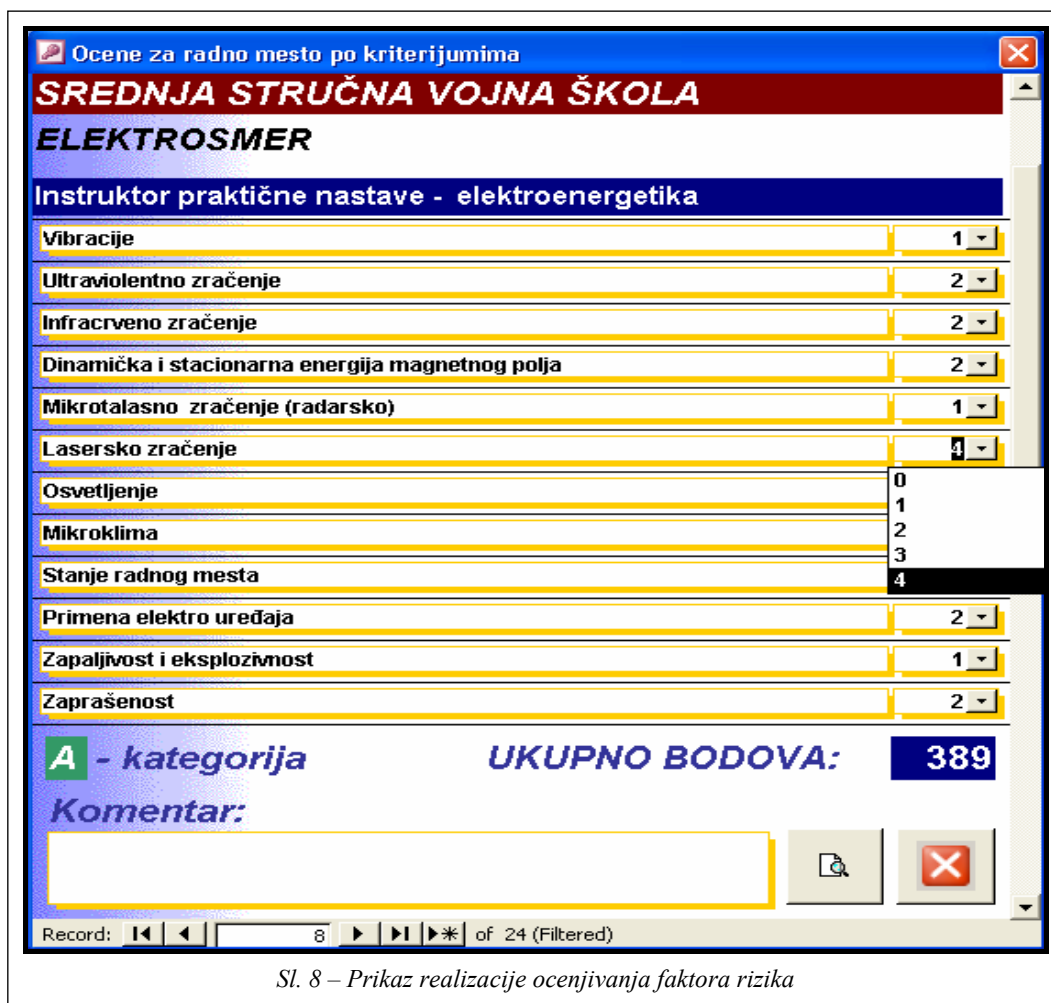 Ocene za radno mesto po kriterijumima
SREDNJA STRUČNA VOJNA ŠKOLA
ELEKTROSMER
Instruktor praktične nastave - elektroenergetika
Vibracije 1
Ultraviolentno zračenje 2
Infracrveno zračenje 2
Dinamička i stacionarna energija magnetnog polja 2
Mikrotalasno zračenje (radarsko) 1
Lasersko zračenje 4
0
Osvetljenje
1
Mikroklima 2
3
Stanje radnog mesta 4
Primena elektro uređaja 2
Zapaljivost i eksplozivnost 1
Zaprašenost 2
A - kategorija UKUPNO BODOVA: 389
Komentar:
Record: 8 of 24 (Filtered)
Sl. 8 – Prikaz realizacije ocenjivanja faktora rizika